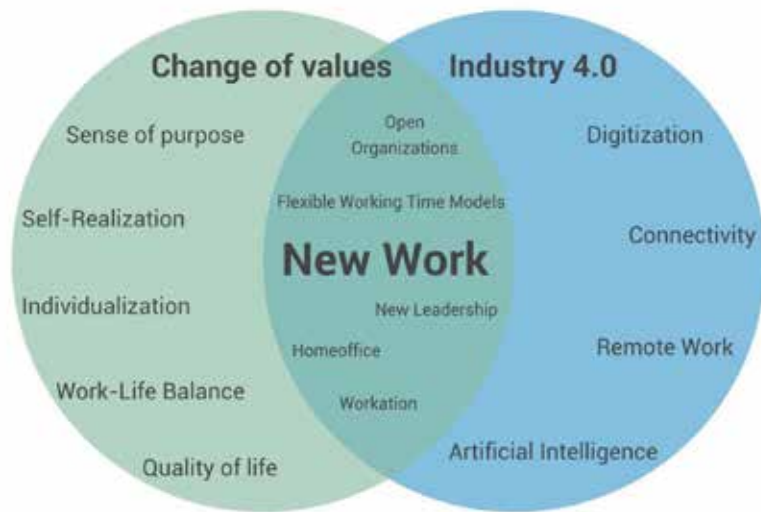 Change of values
Industry 4.0
Sense of purpose
Self-Realization
Individualization
Work-Life Balance
Quality of life
Open
Organizations
Flexible Working Time Models
New Work
New Leadership
Homeoffice
Workation
Digitization
Connectivity
Remote Work
Artificial Intelligence